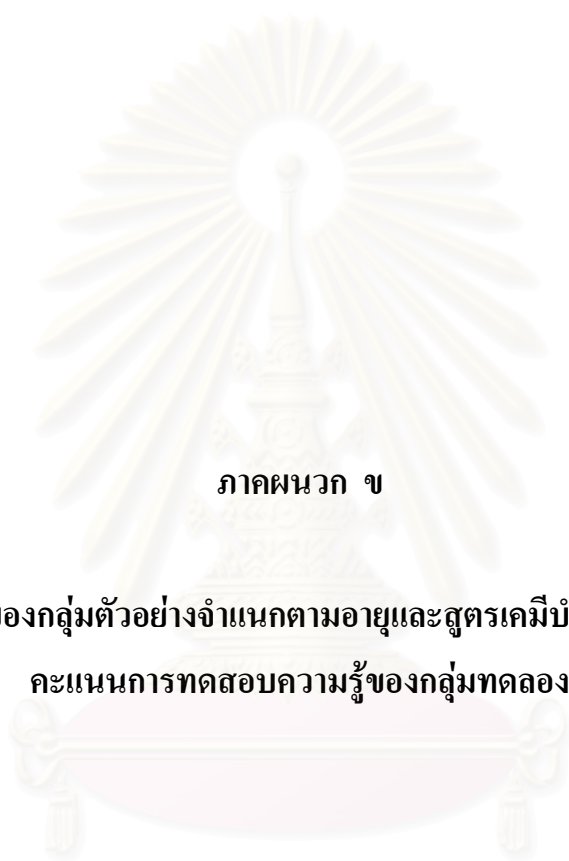 ภาคผนวก ข
ของกลุ่มตัวอย่างจำแนกตามอายุและสูตรเคมีบำ
คะแนนการทดสอบความรู้ของกลุ่มทดลอง